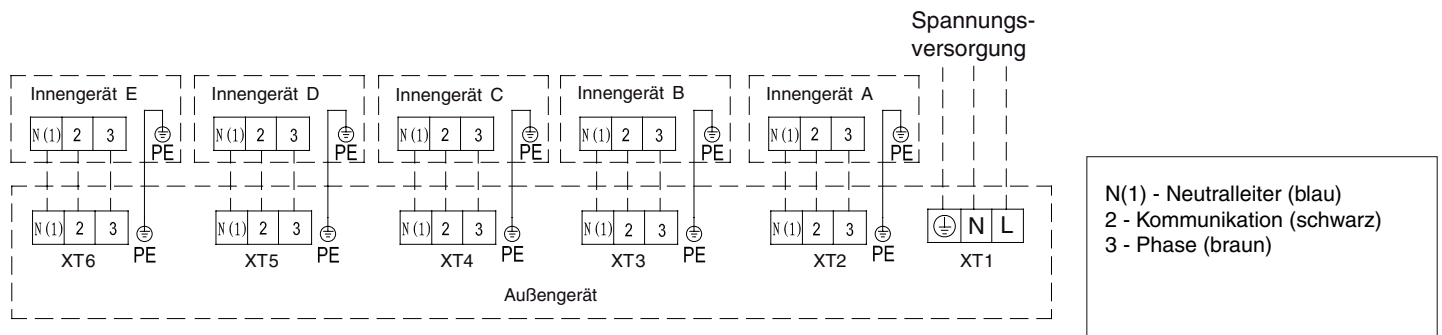 Spannungs-
versorgung
Innengerät E Innengerät D Innengerät C Innengerät B Innengerät A
N(1) 2 3 PE N(1) 2 3 PE N(1) 2 3 PE N(1) 2 3 PE N(1) 2 3 PE
N(1) 2 3 PE N(1) 2 3 PE N(1) 2 3 PE N(1) 2 3 PE N(1) 2 3 PE N L
XT6 XT5 XT4 XT3 XT2 XT1
Außengerät
N(1) - Neutralleiter (blau)
2 - Kommunikation (schwarz)
3 - Phase (braun)